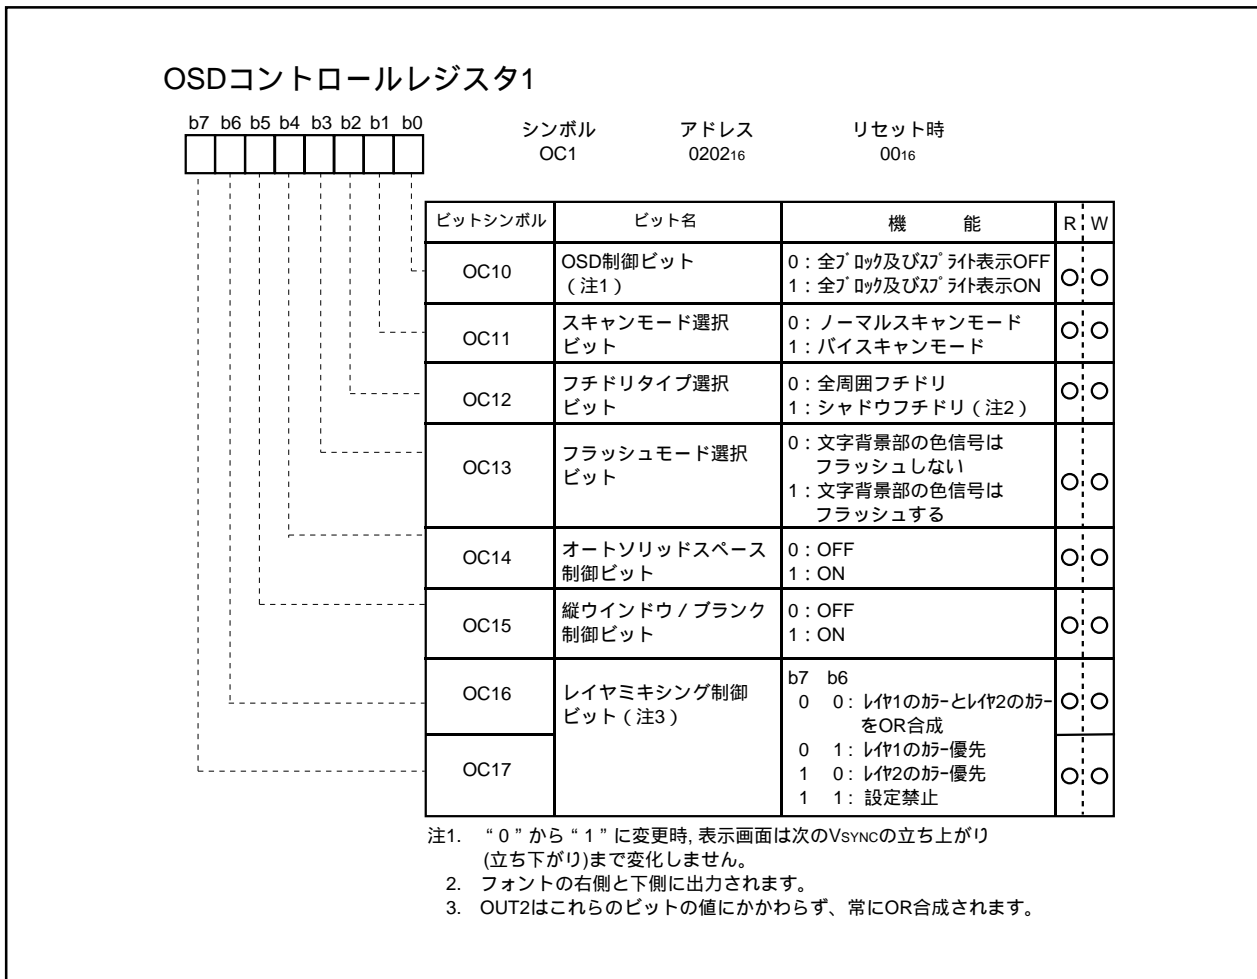 OSDコントロールレジスタ1
b7 b6 b5 b4 b3 b2 b1 b0
シンボル アドレス リセット時
OC1 020216 0016
ビットシンボル ビット名 機 能 R W
OC10 OSD制御ビット 0:全ブロック及びスプライト表示OFF ○ ○
(注1) 1:全ブロック及びスプライト表示ON
OC11 スキャンモード選択 0:ノーマルスキャンモード ○ ○
ビット 1:バイスキャンモード
OC12 フチドリタイプ選択 0:全周囲フチドリ ○ ○
ビット 1:シャドウフチドリ(注2)
OC13 フラッシュモード選択 0:文字背景部の色信号は ○ ○
ビット フラッシュしない
1:文字背景部の色信号は
フラッシュする
OC14 オートソリッドスペース 0:OFF ○ ○
制御ビット 1:ON
OC15 縦ウインドウ/ブランク 0:OFF ○ ○
制御ビット 1:ON
b7 b6
OC16 レイヤミキシング制御 0 0:レイヤ1のカラーとレイヤ2のカラー ○ ○
ビット(注3) をOR合成
0 1:レイヤ1のカラー優先
OC17 1 0:レイヤ2のカラー優先 ○ ○
1 1:設定禁止
注1. “0”から“1”に変更時, 表示画面は次のVSYNCの立ち上がり
(立ち下がり)まで変化しません。
2. フォントの右側と下側に出力されます。
3. OUT2はこれらのビットの値にかかわらず、常にOR合成されます。